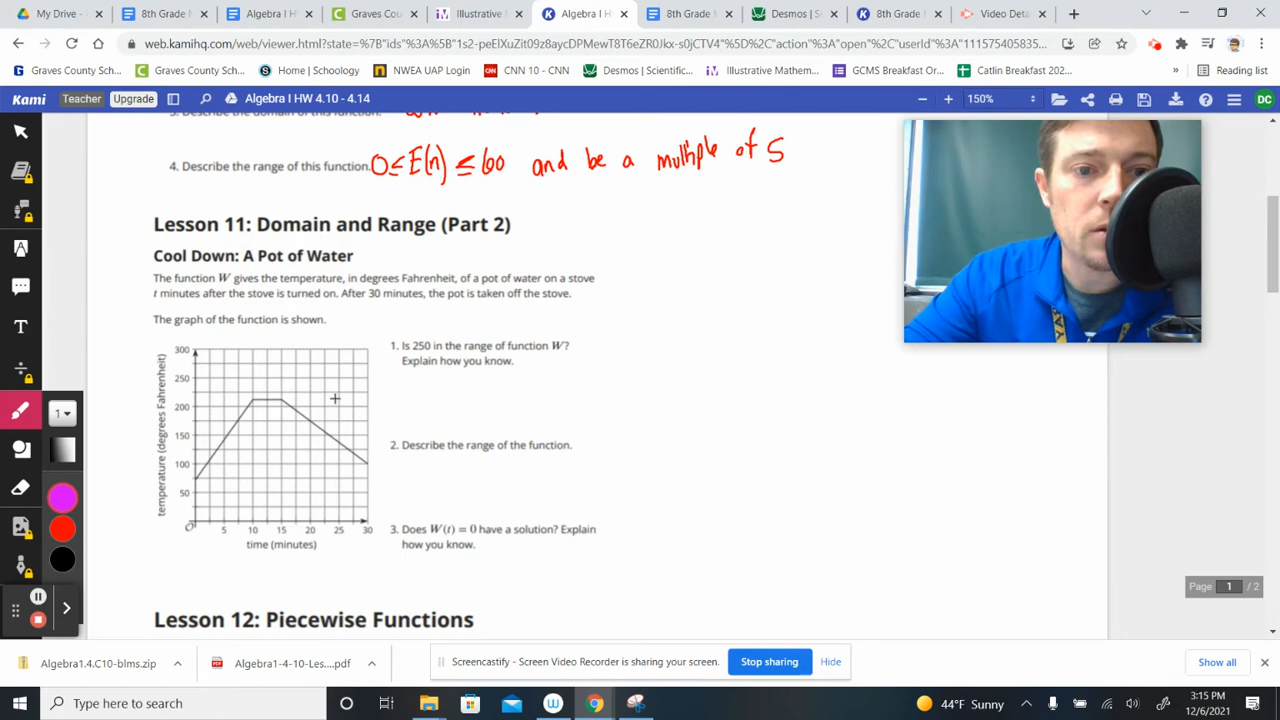 My Drive - G
8th Grade M
Algebra I HW
Graves Count
Illustrative M
Algebra I H
8th Grade M
Desmos | Sc
8th Grade M
Video Detai
web.kamihq.com/web/viewer.html?state=%7B"ids"%3A%5B"1s2-peElX_Zit09z8aycDPMewT8T6eZR0Jkx-s0jCTV4"%5D%2C"action"%3A"open"%2C"userId"%3A"111575405835...
Graves County Sch...
Graves County Sch...
Home | Schoology
NWEA UAP Login
CNN 10 - CNN
Desmos | Scientific...
Illustrative Mathem...
GCMS Breakfast Or...
Catlin Breakfast 202...
Reading list
Kami Teacher Upgrade Algebra I HW 4.10 - 4.14 150% DC
4. Describe the range of this function. 0≤E(n)≤60 and be a multiple of 5
Lesson 11: Domain and Range (Part 2)
Cool Down: A Pot of Water
The function W gives the temperature, in degrees Fahrenheit, of a pot of water on a stove
t minutes after the stove is turned on. After 30 minutes, the pot is taken off the stove.
The graph of the function is shown.
1. Is 250 in the range of function W?
Explain how you know.
2. Describe the range of the function.
3. Does W(t) = 0 have a solution? Explain
how you know.
temperature (degrees Fahrenheit)
300
250
200
150
100
50
O
5 10 15 20 25 30
time (minutes)
1
T
Page 1 / 2
Lesson 12: Piecewise Functions
Algebra1.4.C10-blms.zip
Algebra1-4-10-Les....pdf
Screencastify - Screen Video Recorder is sharing your screen. Stop sharing Hide
Show all
Type here to search
44°F Sunny
3:15 PM
12/6/2021